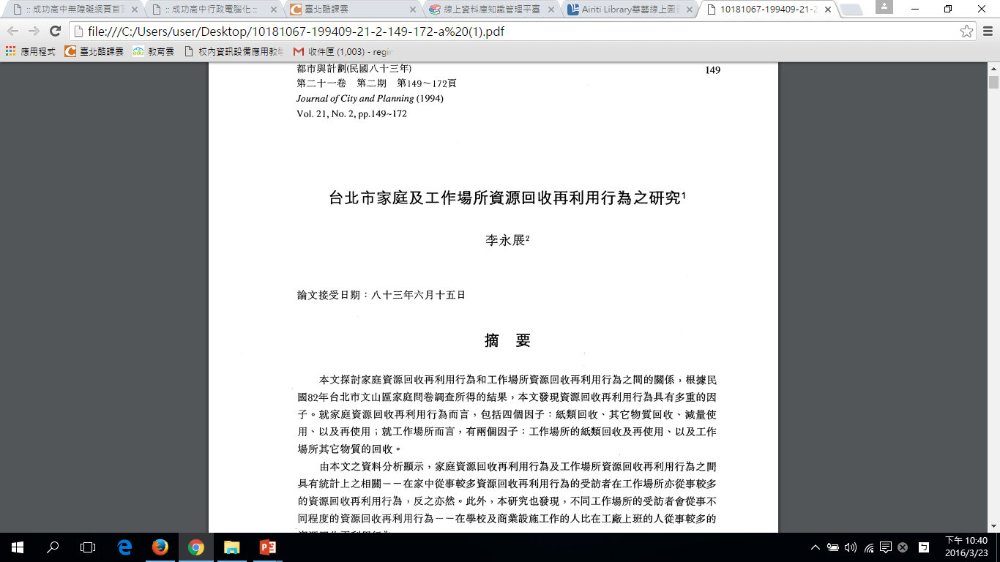 :: 成功高中無障礙網頁首頁
:: 成功高中行政電腦化 ::
臺北酷課雲
線上資料庫知識管理平臺
Airiti Library華藝線上圖
10181067-199409-21-2
file:///C:/Users/user/Desktop/10181067-199409-21-2-149-172-a%20(1).pdf
應用程式
臺北酷課雲
教育雲
校內資訊設備應用教學
收件匣 (1,003) - regin
都市與計劃(民國八十三年)
149
第二十一卷 第二期 第149～172頁
Journal of City and Planning (1994)
Vol. 21, No. 2, pp.149~172
台北市家庭及工作場所資源回收再利用行為之研究1
李永展2
論文接受日期：八十三年六月十五日
摘 要
本文探討家庭資源回收再利用行為和工作場所資源回收再利用行為之間的關係，根據民
國82年台北市文山區家庭問卷調查所得的結果，本文發現資源回收再利用行為具有多重的因
子。就家庭資源回收再利用行為而言，包括四個因子：紙類回收、其它物質回收、減量使
用、以及再使用；就工作場所而言，有兩個因子：工作場所的紙類回收及再使用、以及工作
場所其它物質的回收。
由本文之資料分析顯示，家庭資源回收再利用行為及工作場所資源回收再利用行為之間
具有統計上之相關－－在家中從事較多資源回收再利用行為的受訪者在工作場所亦從事較多
的資源回收再利用行為，反之亦然。此外，本研究也發現，不同工作場所的受訪者會從事不
同程度的資源回收再利用行為－－在學校及商業設施工作的人比在工廠上班的人從事較多的
下午 10:40
2016/3/23